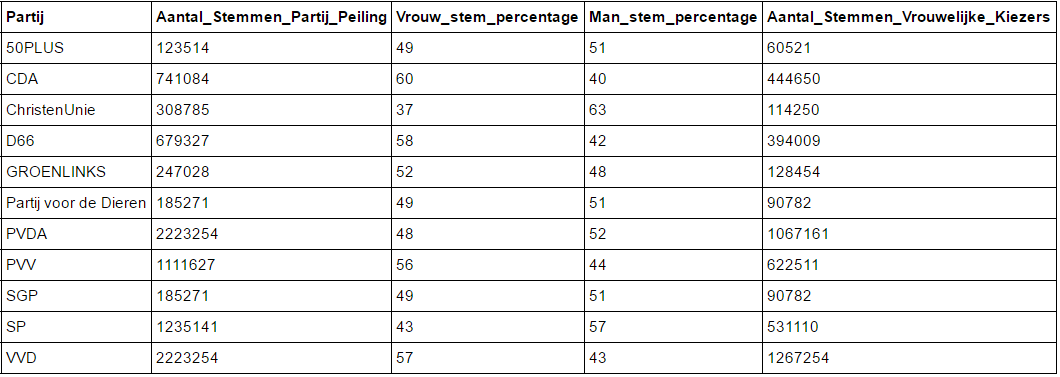 Partij Aantal_Stemmen_Partij_Peiling Vrouw_stem_percentage Man_stem_percentage Aantal_Stemmen_Vrouwelijke_Kiezers
50PLUS 123514 49 51 60521
CDA 741084 60 40 444650
ChristenUnie 308785 37 63 114250
D66 679327 58 42 394009
GROENLINKS 247028 52 48 128454
Partij voor de Dieren 185271 49 51 90782
PVDA 2223254 48 52 1067161
PVV 1111627 56 44 622511
SGP 185271 49 51 90782
SP 1235141 43 57 531110
VVD 2223254 57 43 1267254